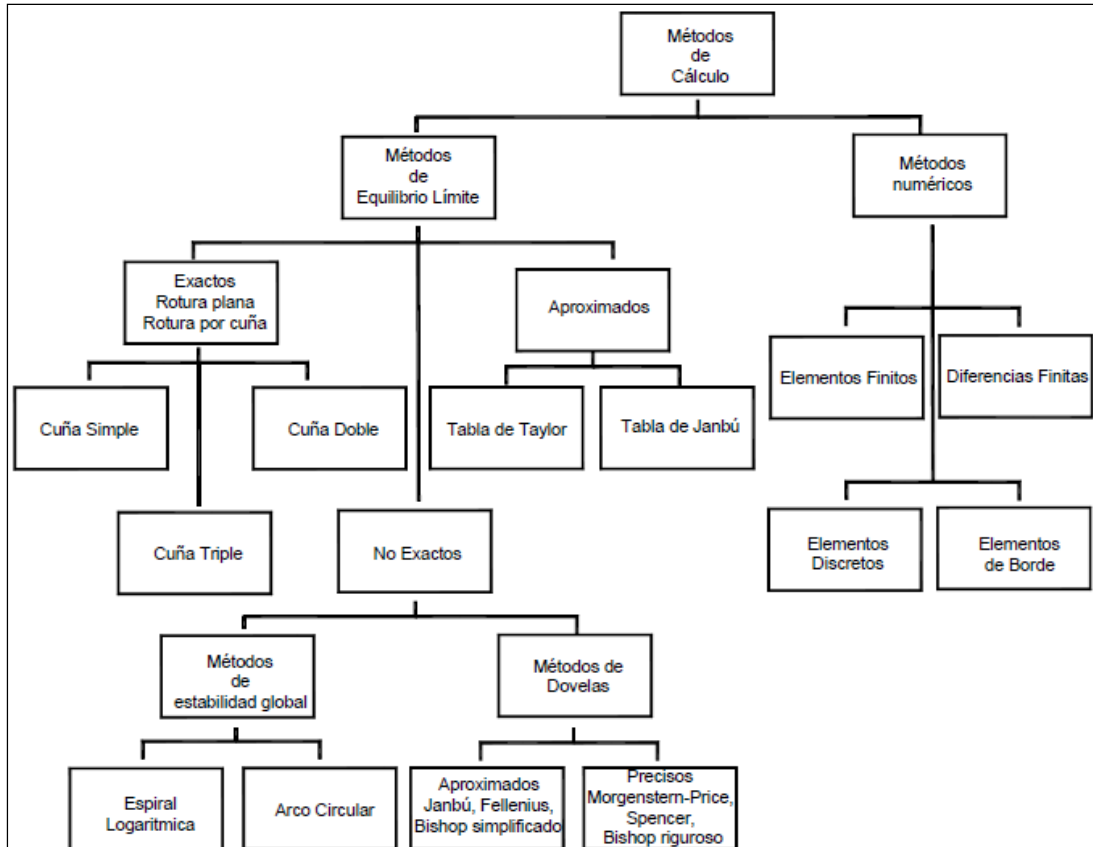 Métodos
de
Cálculo
Métodos
de
Equilibrio Límite
Métodos
numéricos
Exactos
Rotura plana
Rotura por cuña
Aproximados
Elementos Finitos
Diferencias Finitas
Cuña Simple
Cuña Doble
Tabla de Taylor
Tabla de Janbú
Cuña Triple
No Exactos
Elementos
Discretos
Elementos
de Borde
Métodos
de
estabilidad global
Métodos de
Dovelas
Espiral
Logaritmica
Arco Circular
Aproximados
Janbú, Fellenius,
Bishop simplificado
Precisos
Morgenstern-Price,
Spencer,
Bishop riguroso